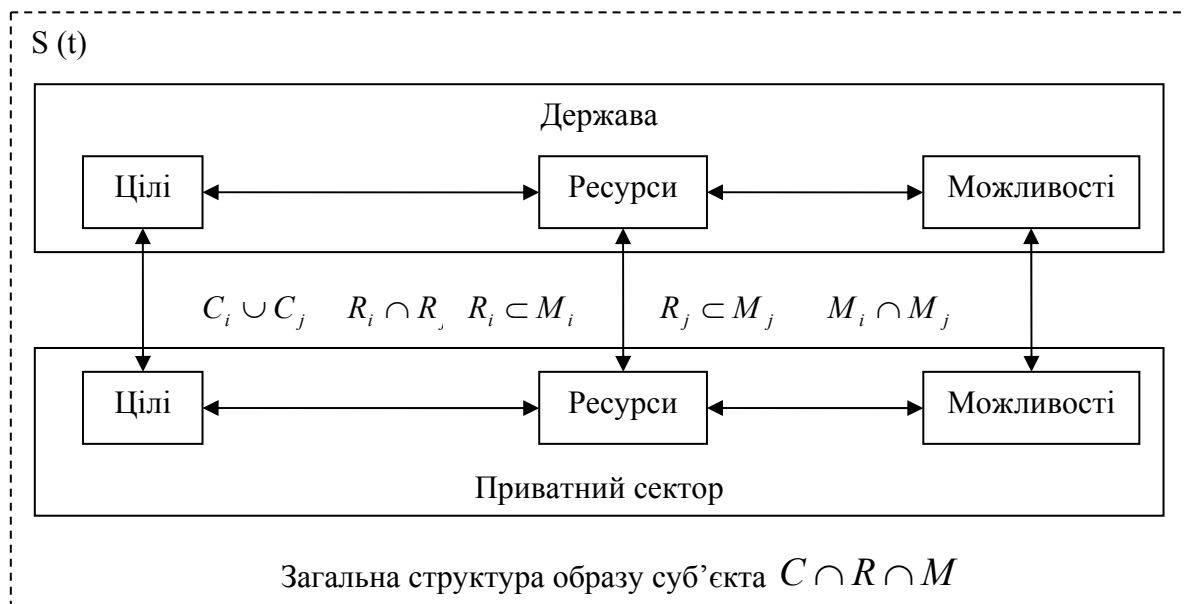 S (t)
Держава
Цілі Ресурси Можливості
C_i ∪ C_j R_i ∩ R_j R_i ⊂ M_i R_j ⊂ M_j M_i ∩ M_j
Цілі Ресурси Можливості
Приватний сектор
Загальна структура образу суб’єкта C ∩ R ∩ M